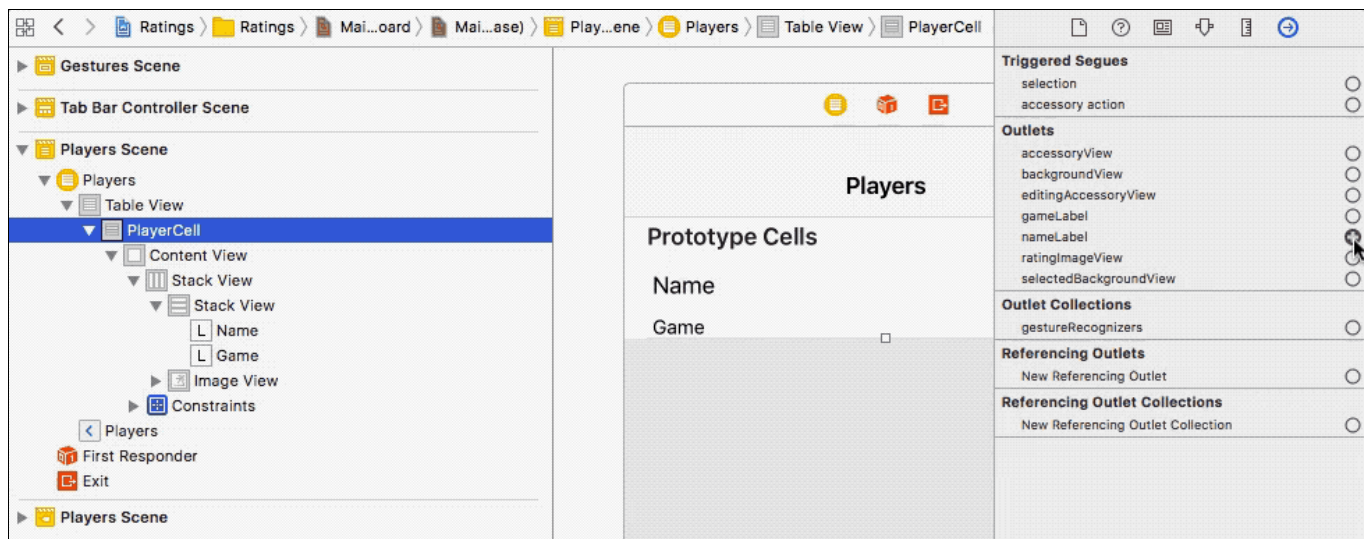 Ratings
Ratings
Mai...oard
Mai...ase)
Play...ene
Players
Table View
PlayerCell
Gestures Scene
Tab Bar Controller Scene
Players Scene
Players
Table View
PlayerCell
Content View
Stack View
Stack View
L Name
L Game
Image View
Constraints
Players
First Responder
Exit
Players Scene
Players
Prototype Cells
Name
Game
Triggered Segues
selection
accessory action
Outlets
accessoryView
backgroundView
editingAccessoryView
gameLabel
nameLabel
ratingImageView
selectedBackgroundView
Outlet Collections
gestureRecognizers
Referencing Outlets
New Referencing Outlet
Referencing Outlet Collections
New Referencing Outlet Collection